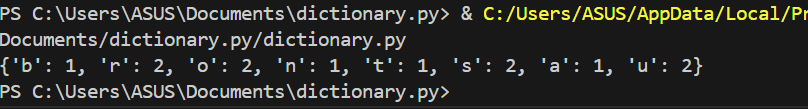 PS C:\Users\ASUS\Documents\dictionary.py> & C:/Users/ASUS/AppData/Local/Pr
Documents/dictionary.py/dictionary.py
{'b': 1, 'r': 2, 'o': 2, 'n': 1, 't': 1, 's': 2, 'a': 1, 'u': 2}
PS C:\Users\ASUS\Documents\dictionary.py>